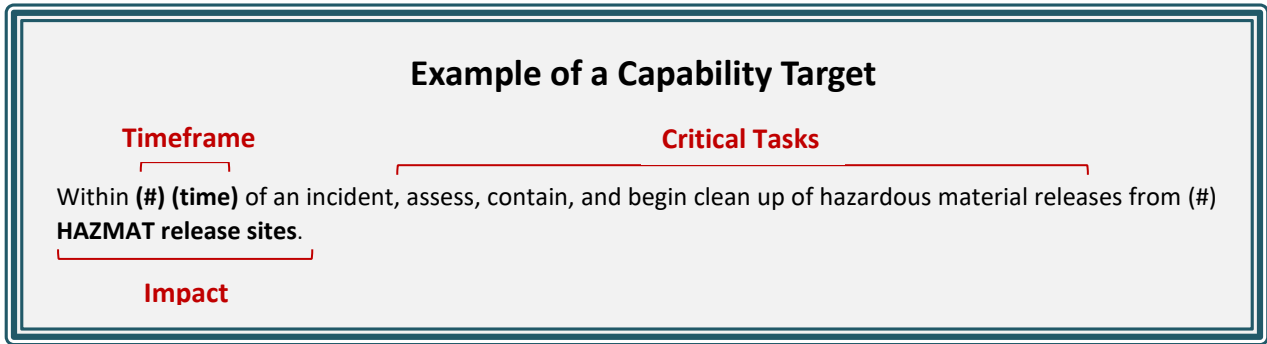 Example of a Capability Target
Timeframe
Critical Tasks
Within (#) (time) of an incident, assess, contain, and begin clean up of hazardous material releases from (#)
HAZMAT release sites.
Impact